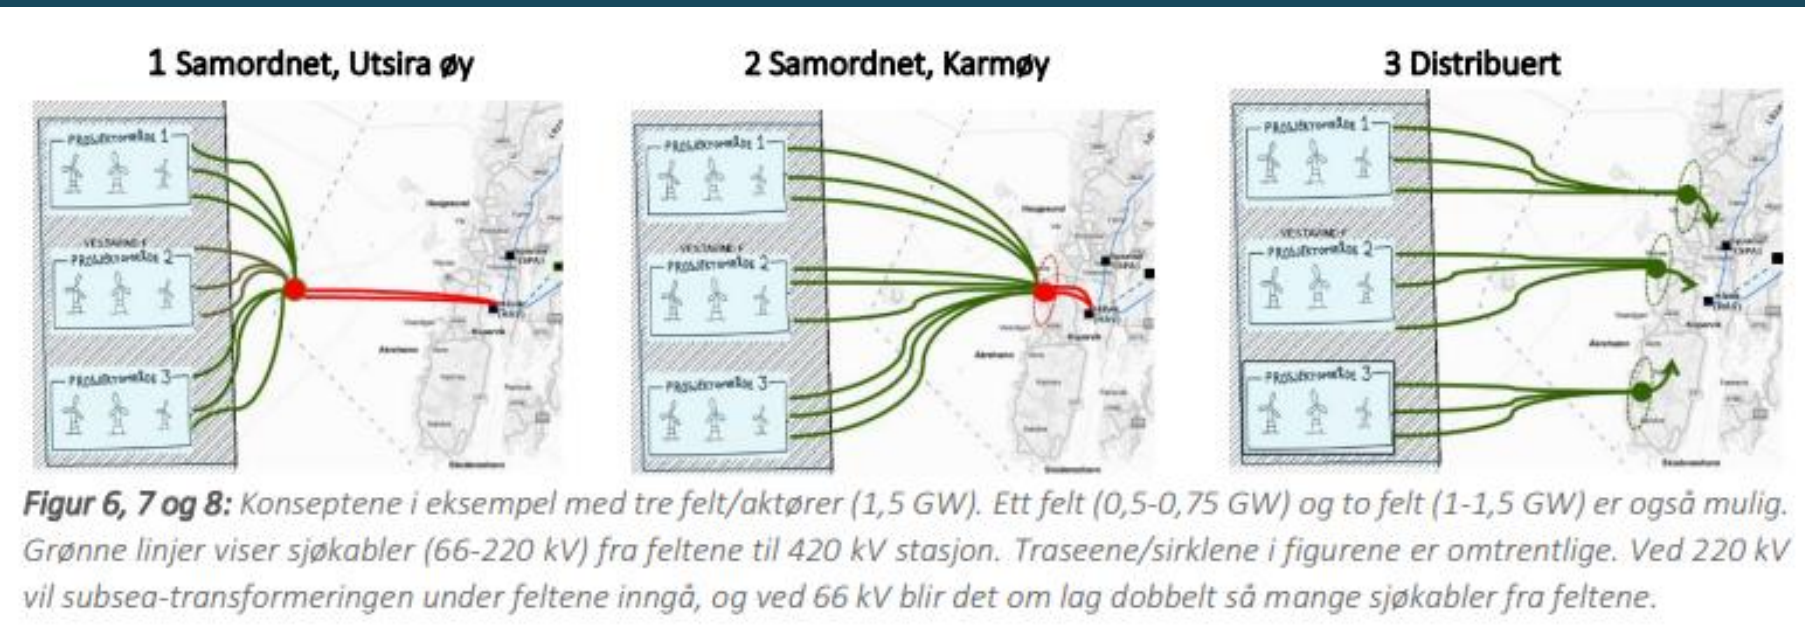 1 Samordnet, Utsira øy
2 Samordnet, Karmøy
3 Distribuert
PROSJEKTOMRÅDE 1
VESTAVIND F
PROSJEKTOMRÅDE 2
PROSJEKTOMRÅDE 3
PROSJEKTOMRÅDE 1
VESTAVIND F
PROSJEKTOMRÅDE 2
PROSJEKTOMRÅDE 3
PROSJEKTOMRÅDE 1
VESTAVIND F
PROSJEKTOMRÅDE 2
PROSJEKTOMRÅDE 3
Figur 6, 7 og 8: Konseptene i eksempel med tre felt/aktører (1,5 GW). Ett felt (0,5-0,75 GW) og to felt (1-1,5 GW) er også mulig.
Grønne linjer viser sjøkabler (66-220 kV) fra feltene til 420 kV stasjon. Traseene/sirklene i figurene er omtrentlige. Ved 220 kV
vil subsea-transformeringen under feltene inngå, og ved 66 kV blir det om lag dobbelt så mange sjøkabler fra feltene.